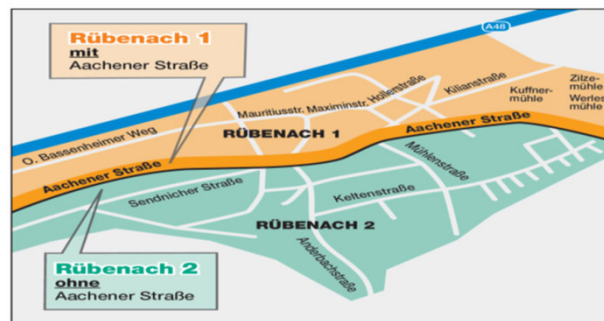 A48
Rübenach 1
mit
Aachener Straße
Zilze-
mühle
Werles
mühle
Kuffner-
mühle
Kilianstraße
Hollerstraße
Mauritiusstr. Maximinstr.
O. Bassenheimer Weg
RÜBENACH 1
Aachener Straße
Aachener Straße
Mühlenstraße
Sendnicher Straße
Keltenstraße
RÜBENACH 2
Anderbachstraße
Rübenach 2
ohne
Aachener Straße